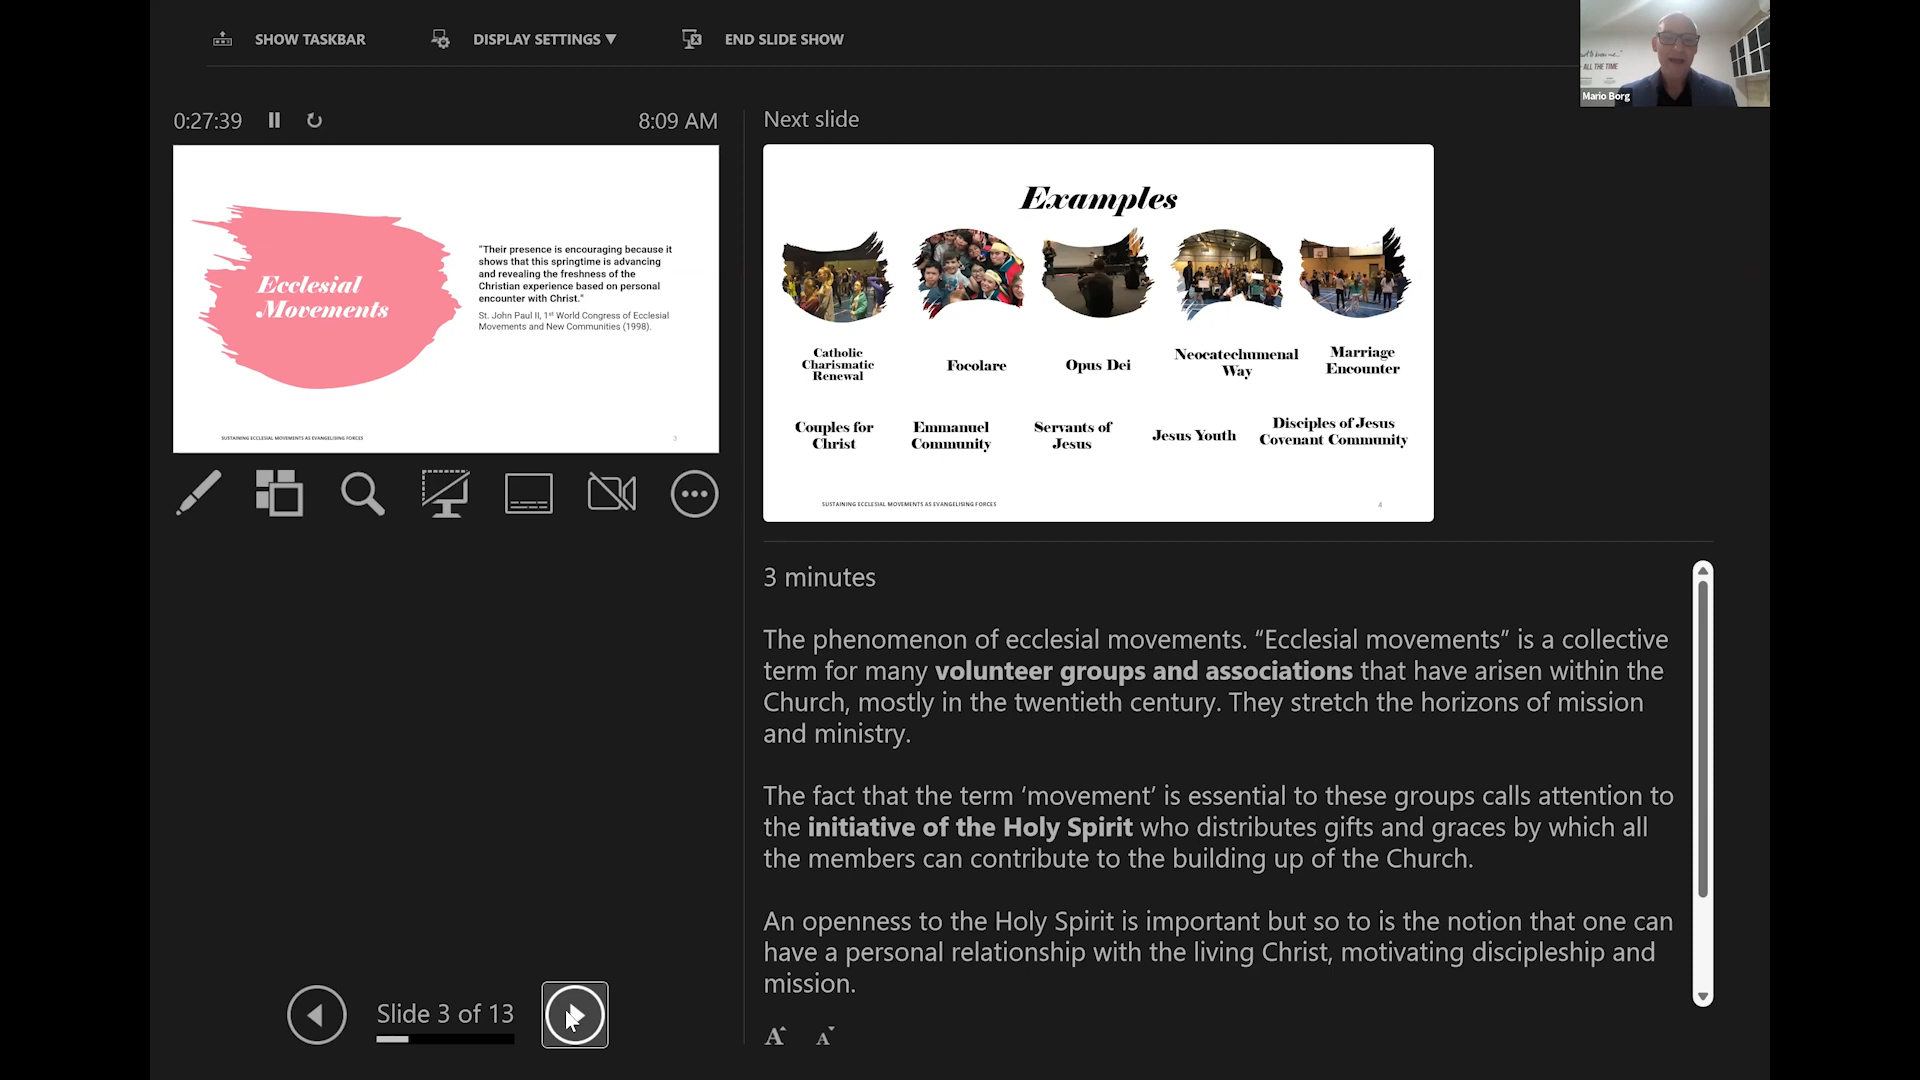 SHOW TASKBAR
DISPLAY SETTINGS ▼
END SLIDE SHOW
ALL THE TIME
Mario Borg
0:27:39
8:09 AM
Ecclesial
Movements
“Their presence is encouraging because it
shows that this springtime is advancing
and revealing the freshness of the
Christian experience based on personal
encounter with Christ.”
St. John Paul II, 1st World Congress of Ecclesial
Movements and New Communities (1998).
SUSTAINING ECCLESIAL MOVEMENTS AS EVANGELISING FORCES
3
Slide 3 of 13
Next slide
Examples
Catholic
Charismatic
Renewal
Focolare
Opus Dei
Neocatechumenal
Way
Marriage
Encounter
Couples for
Christ
Emmanuel
Community
Servants of
Jesus
Jesus Youth
Disciples of Jesus
Covenant Community
SUSTAINING ECCLESIAL MOVEMENTS AS EVANGELISING FORCES
4
3 minutes
The phenomenon of ecclesial movements. “Ecclesial movements” is a collective
term for many volunteer groups and associations that have arisen within the
Church, mostly in the twentieth century. They stretch the horizons of mission
and ministry.
The fact that the term ‘movement’ is essential to these groups calls attention to
the initiative of the Holy Spirit who distributes gifts and graces by which all
the members can contribute to the building up of the Church.
An openness to the Holy Spirit is important but so to is the notion that one can
have a personal relationship with the living Christ, motivating discipleship and
mission.
A A